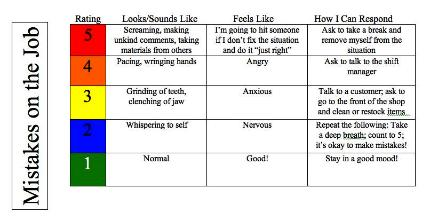 Mistakes on the Job
Rating Looks/Sounds Like Feels Like How I Can Respond
5
Screaming, making
unkind comments, taking
materials from others
I'm going to hit someone
if I don't fix the situation
and do it "just right"
Ask to take a break and
remove myself from the
situation
4
Pacing, wringing hands
Angry
Ask to talk to the shift
manager
3
Grinding of teeth,
clenching of jaw
Anxious
Talk to a customer; ask to
go to the front of the shop
and clean or restock items
2
Whispering to self
Nervous
Repeat the following: Take
a deep breath; count to 5;
it's okay to make mistakes!
1
Normal
Good!
Stay in a good mood!